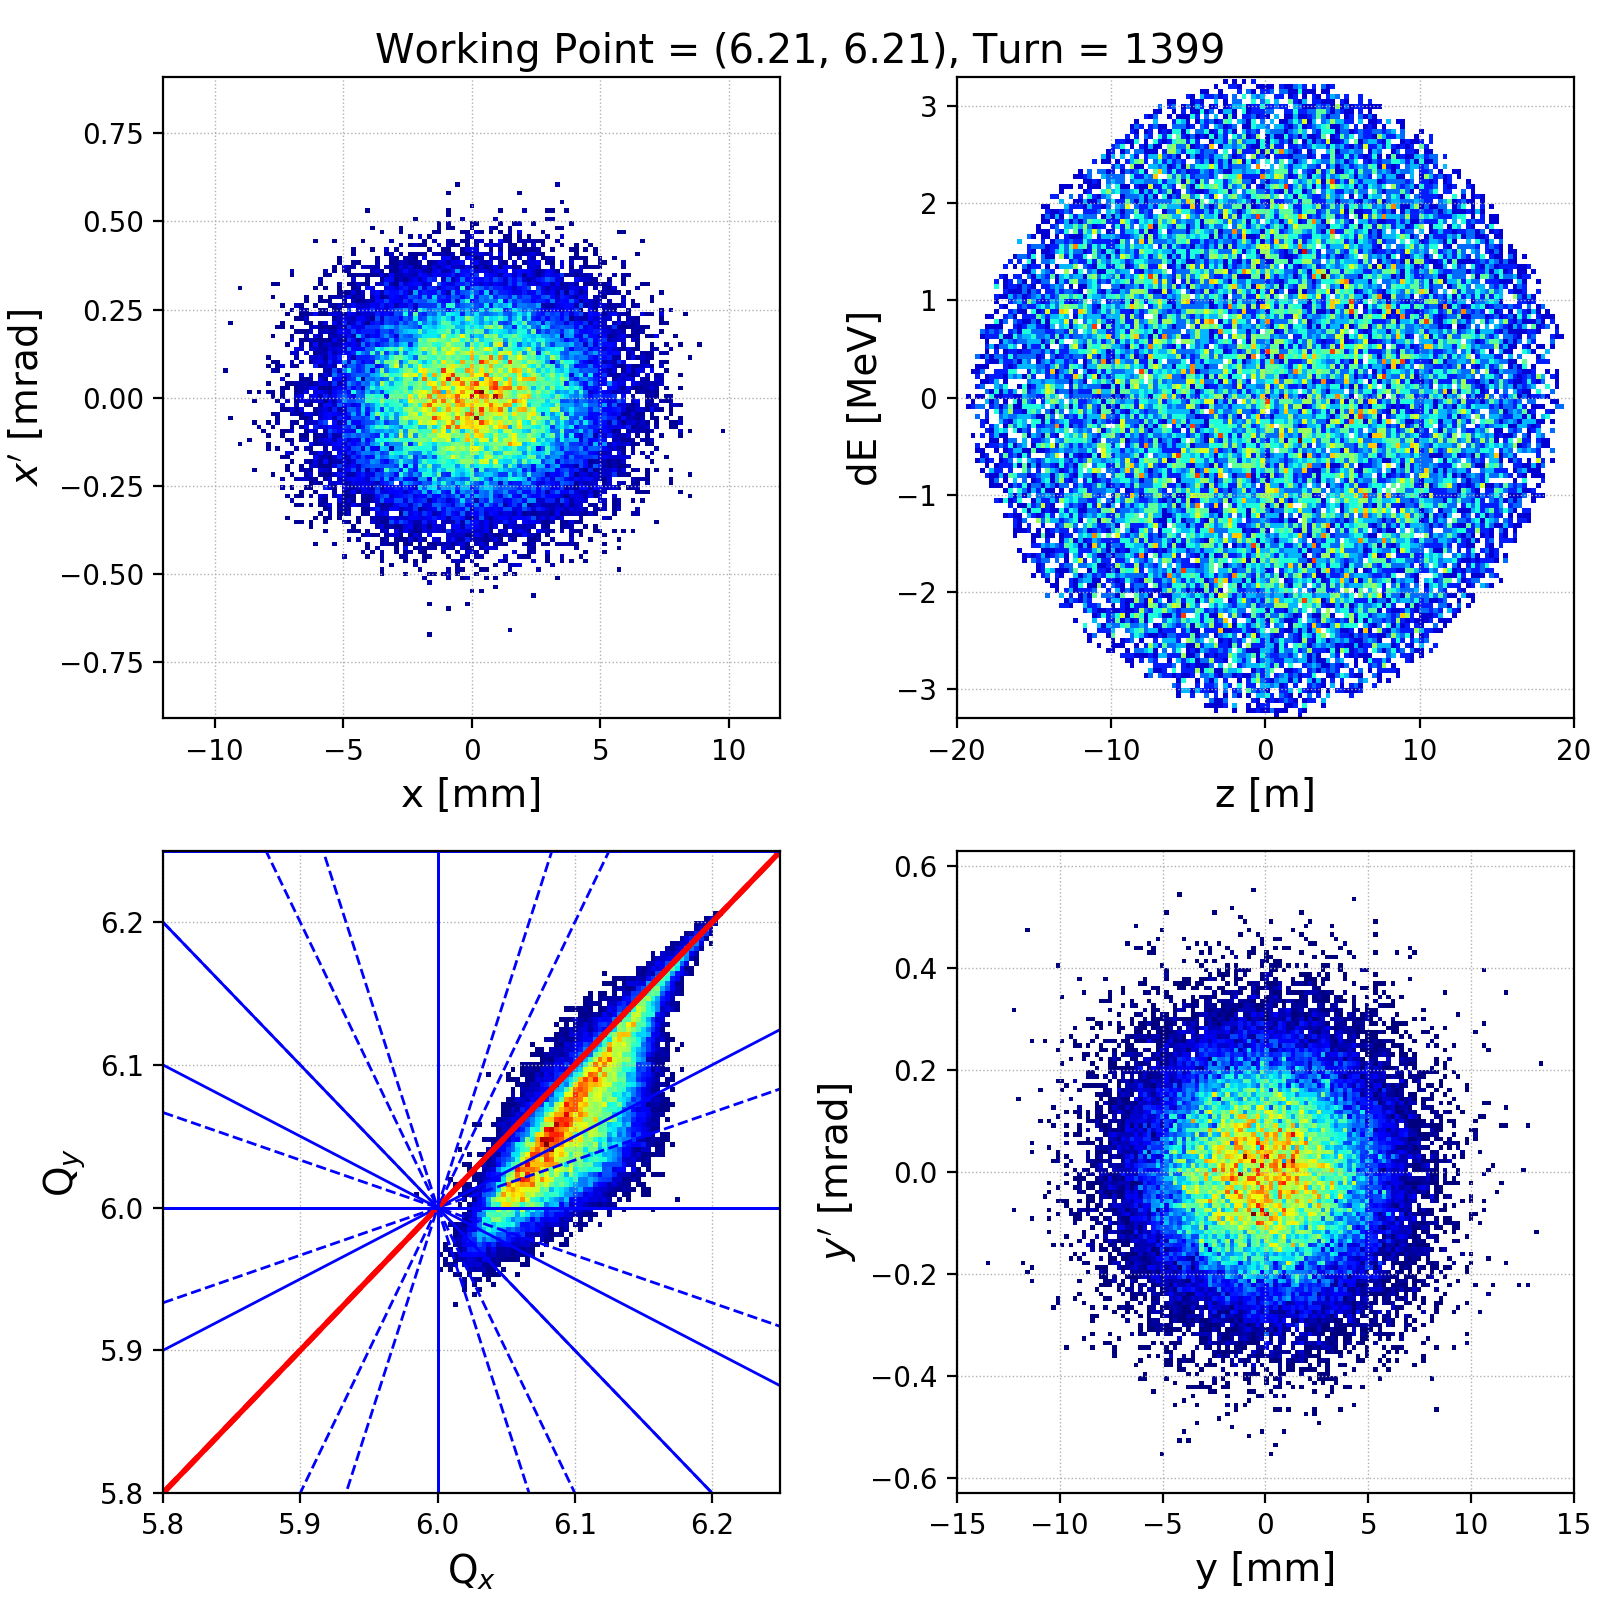 Working Point = (6.21, 6.21), Turn = 1399
0.75
0.50
0.25
0.00
−0.25
−0.50
−0.75
x′ [mrad]
−10 −5 0 5 10
x [mm]
3
2
1
0
−1
−2
−3
dE [MeV]
−20 −10 0 10 20
z [m]
6.2
6.1
6.0
5.9
5.8
Qy
5.8 5.9 6.0 6.1 6.2
Qx
0.6
0.4
0.2
0.0
−0.2
−0.4
−0.6
y′ [mrad]
−15 −10 −5 0 5 10 15
y [mm]